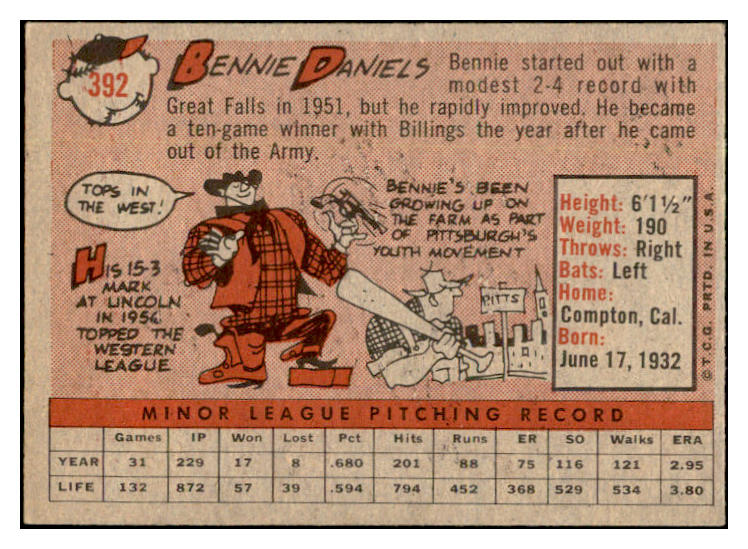 392
BENNIE DANIELS
Bennie started out with a
modest 2-4 record with
Great Falls in 1951, but he rapidly improved. He became
a ten-game winner with Billings the year after he came
out of the Army.
TOPS IN
THE WEST!
HIS 15-3
MARK
AT LINCOLN
IN 1956
TOPPED THE
WESTERN
LEAGUE
BENNIE'S BEEN
GROWING UP ON
THE FARM AS PART
OF PITTSBURGH'S
YOUTH MOVEMENT
PITTS
Height: 6'1½"
Weight: 190
Throws: Right
Bats: Left
Home:
Compton, Cal.
Born:
June 17, 1932
© T.C.G. PRTD. IN U.S.A.
MINOR LEAGUE PITCHING RECORD
Games IP Won Lost Pct Hits Runs ER SO Walks ERA
YEAR 31 229 17 8 .680 201 88 75 116 121 2.95
LIFE 132 872 57 39 .594 794 452 368 529 534 3.80